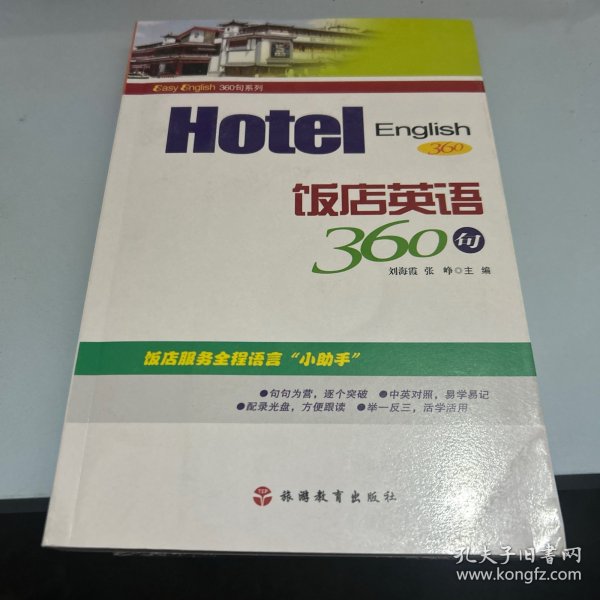 Easy English 360句系列
Hotel English
360
饭店英语
360句
刘海霞 张 峥○主 编
饭店服务全程语言“小助手”
●句句为营，逐个突破 ●中英对照，易学易记
●配录光盘，方便跟读 ●举一反三，活学活用
TEP 旅游教育出版社
孔夫子旧书网
www.kongfz.com